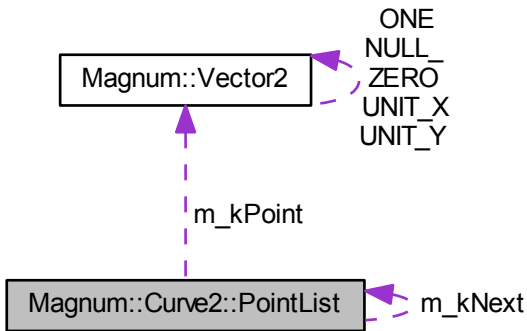 ONE
NULL_
ZERO
UNIT_X
UNIT_Y
Magnum::Vector2
m_kPoint
Magnum::Curve2::PointList
m_kNext